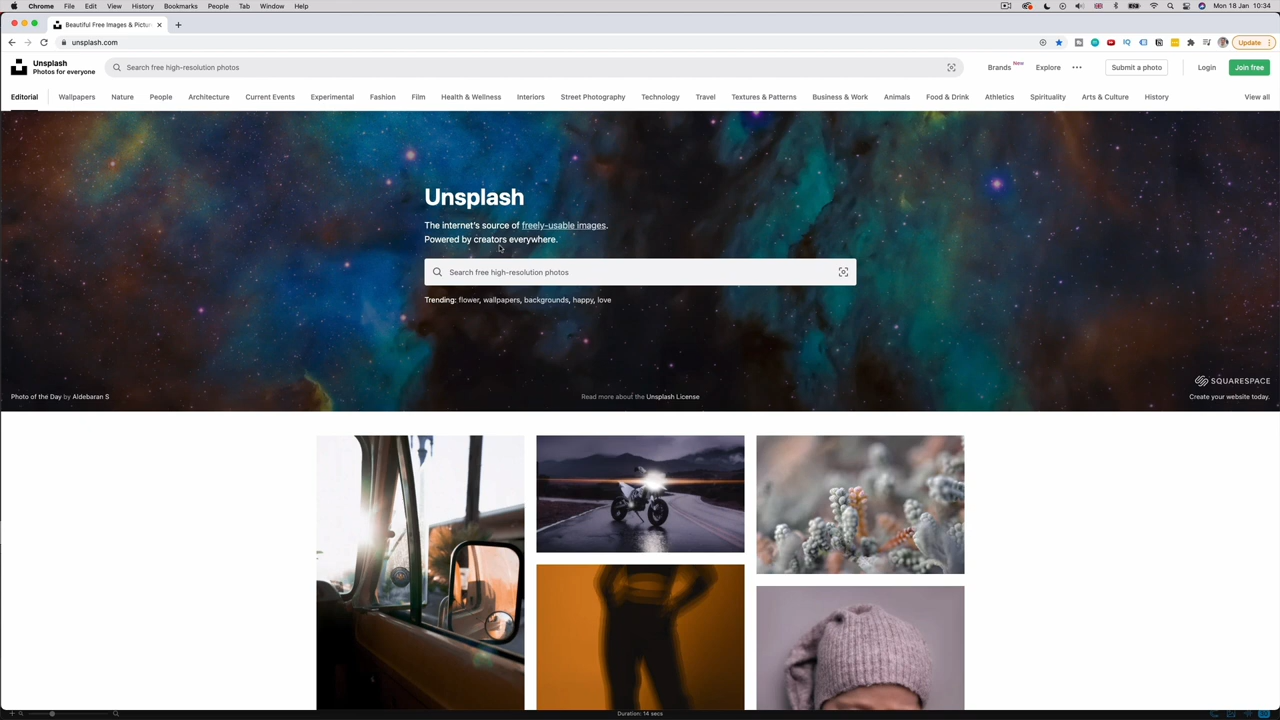 Chrome File Edit View History Bookmarks People Tab Window Help Mon 18 Jan 10:34
Beautiful Free Images & Pictur
unsplash.com Update
Unsplash
Photos for everyone
Search free high-resolution photos
Brands New Explore Submit a photo Login Join free
Editorial Wallpapers Nature People Architecture Current Events Experimental Fashion Film Health & Wellness Interiors Street Photography Technology Travel Textures & Patterns Business & Work Animals Food & Drink Athletics Spirituality Arts & Culture History View all
Unsplash
The internet's source of freely-usable images.
Powered by creators everywhere.
Search free high-resolution photos
Trending: flower, wallpapers, backgrounds, happy, love
SQUARESPACE
Photo of the Day by Aldebaran S Read more about the Unsplash License Create your website today.
Duration: 14 secs